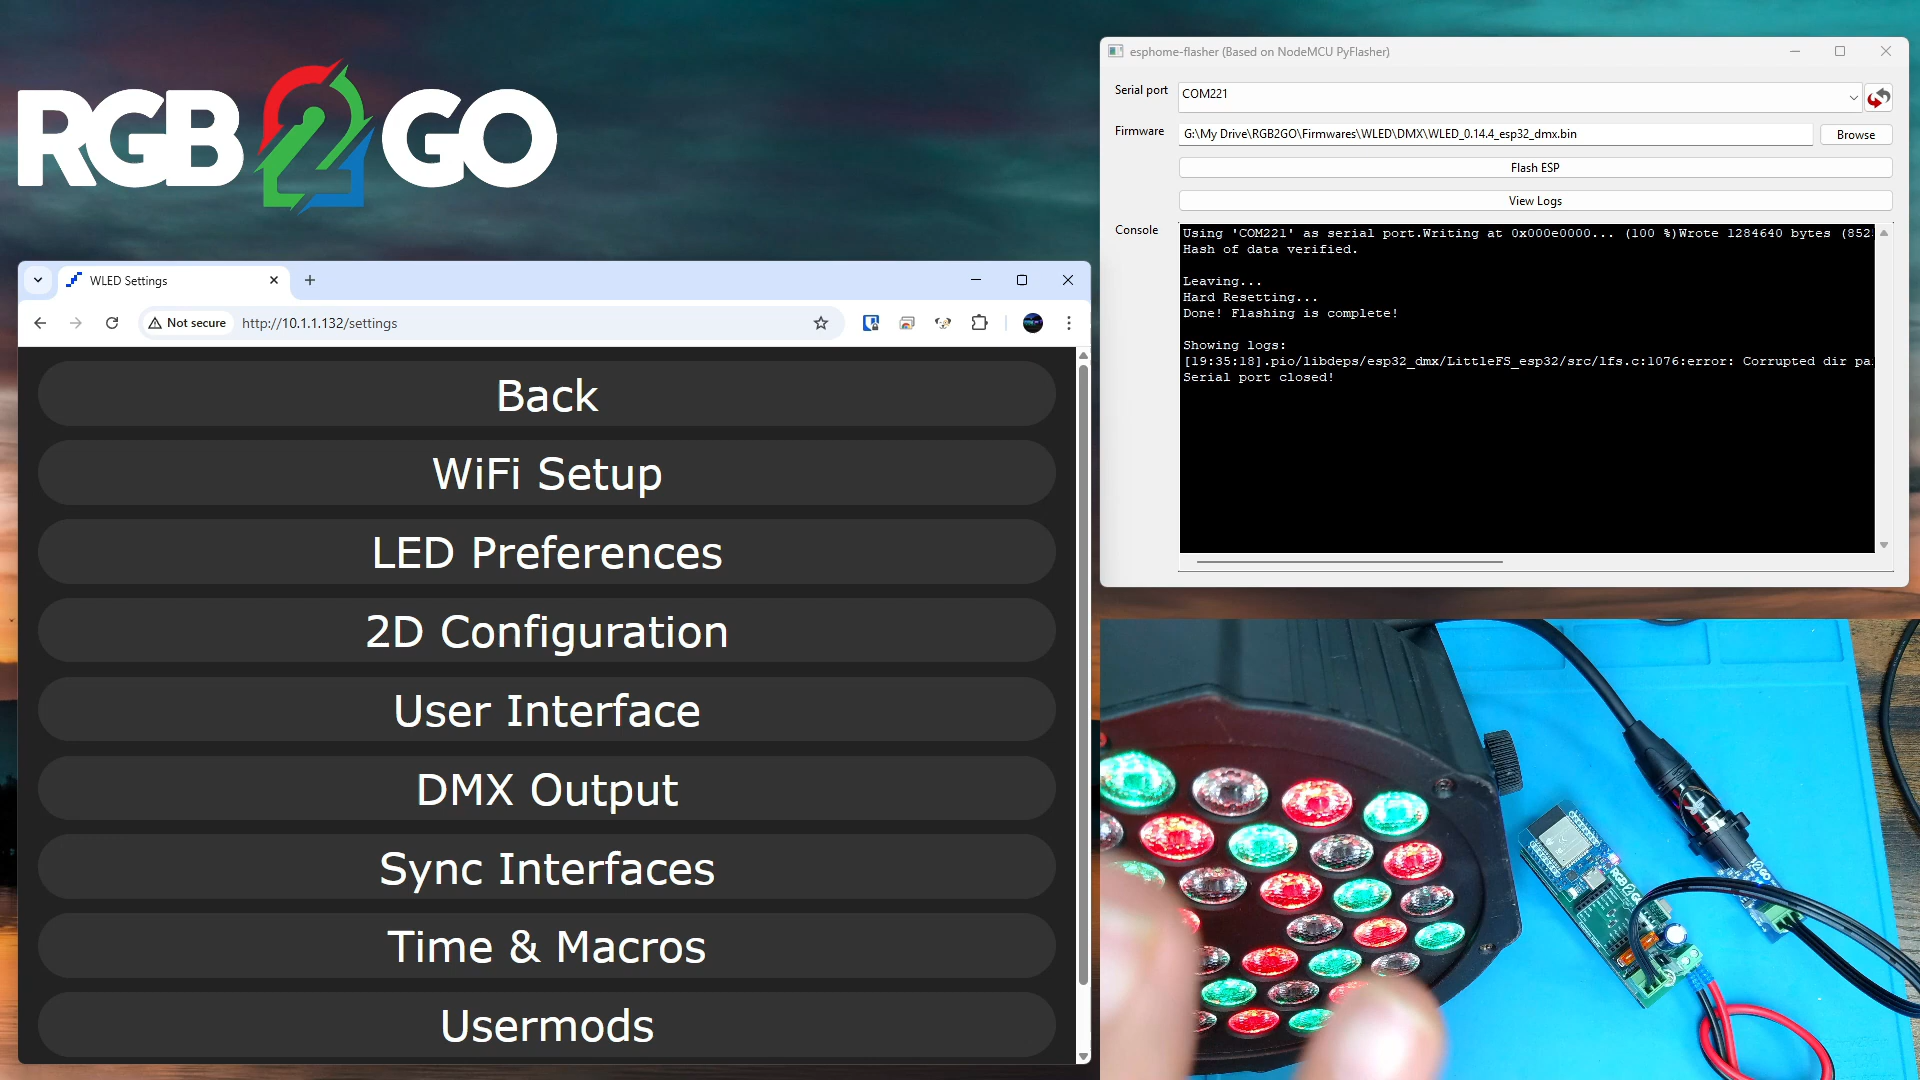 RGB2GO
WLED Settings
Not secure
http://10.1.1.132/settings
Back
WiFi Setup
LED Preferences
2D Configuration
User Interface
DMX Output
Sync Interfaces
Time & Macros
Usermods
esphome-flasher (Based on NodeMCU PyFlasher)
Serial port
COM221
Firmware
G:\My Drive\RGB2GO\Firmwares\WLED\DMX\WLED_0.14.4_esp32_dmx.bin
Browse
Flash ESP
View Logs
Console
Using 'COM221' as serial port.Writing at 0x000e0000... (100 %)Wrote 1284640 bytes (852
Hash of data verified.
Leaving...
Hard Resetting...
Done! Flashing is complete!
Showing logs:
[19:35:18].pio/libdeps/esp32_dmx/LittleFS_esp32/src/lfs.c:1076:error: Corrupted dir pa
Serial port closed!
RGB2GO